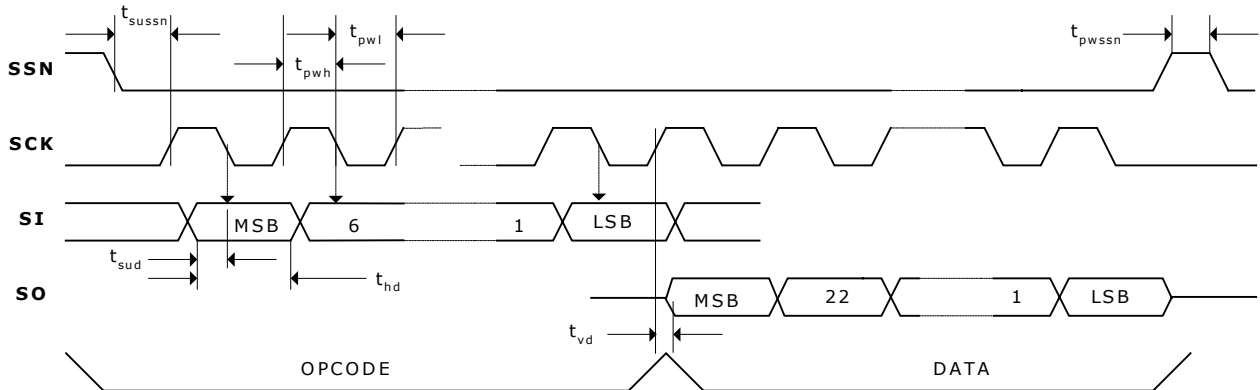 t_sussn
t_pwl
t_pwssn
t_pwh
SSN
SCK
SI
MSB 6 1 LSB
t_sud
t_hd
SO
MSB 22 1 LSB
t_vd
OPCODE DATA